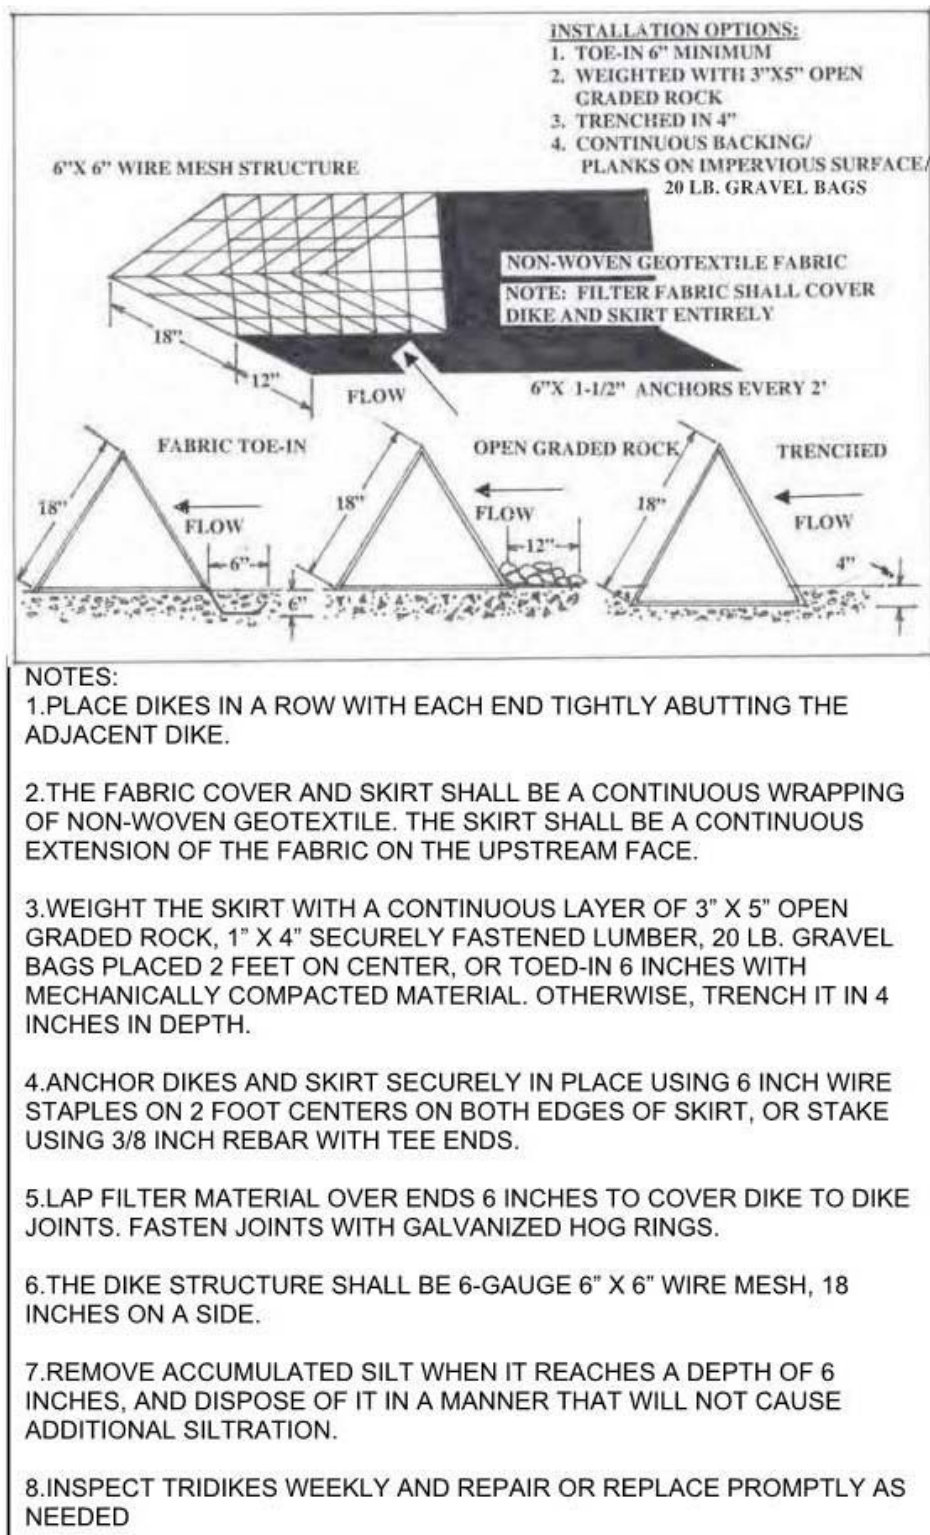 INSTALLATION OPTIONS:
1. TOE-IN 6" MINIMUM
2. WEIGHTED WITH 3"X5" OPEN
GRADED ROCK
3. TRENCHED IN 4"
4. CONTINUOUS BACKING/
PLANKS ON IMPERVIOUS SURFACE/
20 LB. GRAVEL BAGS
6"X 6" WIRE MESH STRUCTURE
NON-WOVEN GEOTEXTILE FABRIC
NOTE: FILTER FABRIC SHALL COVER
DIKE AND SKIRT ENTIRELY
18"
12"
FLOW
6"X 1-1/2" ANCHORS EVERY 2'
FABRIC TOE-IN
18"
FLOW
6"
6"
OPEN GRADED ROCK
18"
FLOW
12"
TRENCHED
18"
FLOW
4"
NOTES:
1.PLACE DIKES IN A ROW WITH EACH END TIGHTLY ABUTTING THE
ADJACENT DIKE.
2.THE FABRIC COVER AND SKIRT SHALL BE A CONTINUOUS WRAPPING
OF NON-WOVEN GEOTEXTILE. THE SKIRT SHALL BE A CONTINUOUS
EXTENSION OF THE FABRIC ON THE UPSTREAM FACE.
3.WEIGHT THE SKIRT WITH A CONTINUOUS LAYER OF 3” X 5” OPEN
GRADED ROCK, 1” X 4” SECURELY FASTENED LUMBER, 20 LB. GRAVEL
BAGS PLACED 2 FEET ON CENTER, OR TOED-IN 6 INCHES WITH
MECHANICALLY COMPACTED MATERIAL. OTHERWISE, TRENCH IT IN 4
INCHES IN DEPTH.
4.ANCHOR DIKES AND SKIRT SECURELY IN PLACE USING 6 INCH WIRE
STAPLES ON 2 FOOT CENTERS ON BOTH EDGES OF SKIRT, OR STAKE
USING 3/8 INCH REBAR WITH TEE ENDS.
5.LAP FILTER MATERIAL OVER ENDS 6 INCHES TO COVER DIKE TO DIKE
JOINTS. FASTEN JOINTS WITH GALVANIZED HOG RINGS.
6.THE DIKE STRUCTURE SHALL BE 6-GAUGE 6” X 6” WIRE MESH, 18
INCHES ON A SIDE.
7.REMOVE ACCUMULATED SILT WHEN IT REACHES A DEPTH OF 6
INCHES, AND DISPOSE OF IT IN A MANNER THAT WILL NOT CAUSE
ADDITIONAL SILTRATION.
8.INSPECT TRIDIKES WEEKLY AND REPAIR OR REPLACE PROMPTLY AS
NEEDED